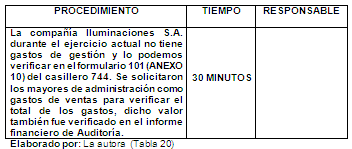 PROCEDIMIENTO TIEMPO RESPONSABLE
La compañía Iluminaciones S.A.
durante el ejercicio actual no tiene
gastos de gestión y lo podemos
verificar en el formulario 101 (ANEXO
10) del casillero 744. Se solicitaron
los mayores de administración como
gastos de ventas para verificar el
total de los gastos, dicho valor
también fue verificado en el informe
financiero de Auditoría.
30 MINUTOS
Elaborado por: La autora (Tabla 20)